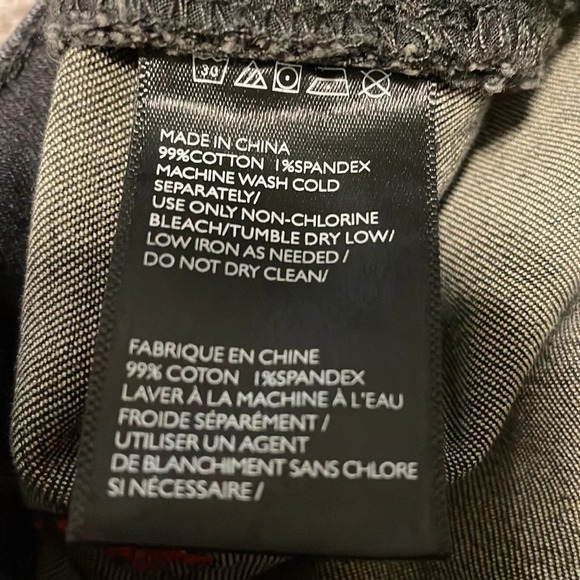 30
MADE IN CHINA
99%COTTON 1%SPANDEX
MACHINE WASH COLD
SEPARATELY/
USE ONLY NON-CHLORINE
BLEACH/TUMBLE DRY LOW/
LOW IRON AS NEEDED /
DO NOT DRY CLEAN/
FABRIQUE EN CHINE
99% COTON 1%SPANDEX
LAVER À LA MACHINE À L'EAU
FROIDE SÉPARÉMENT /
UTILISER UN AGENT
DE BLANCHIMENT SANS CHLORE
SI NÉCESSAIRE /